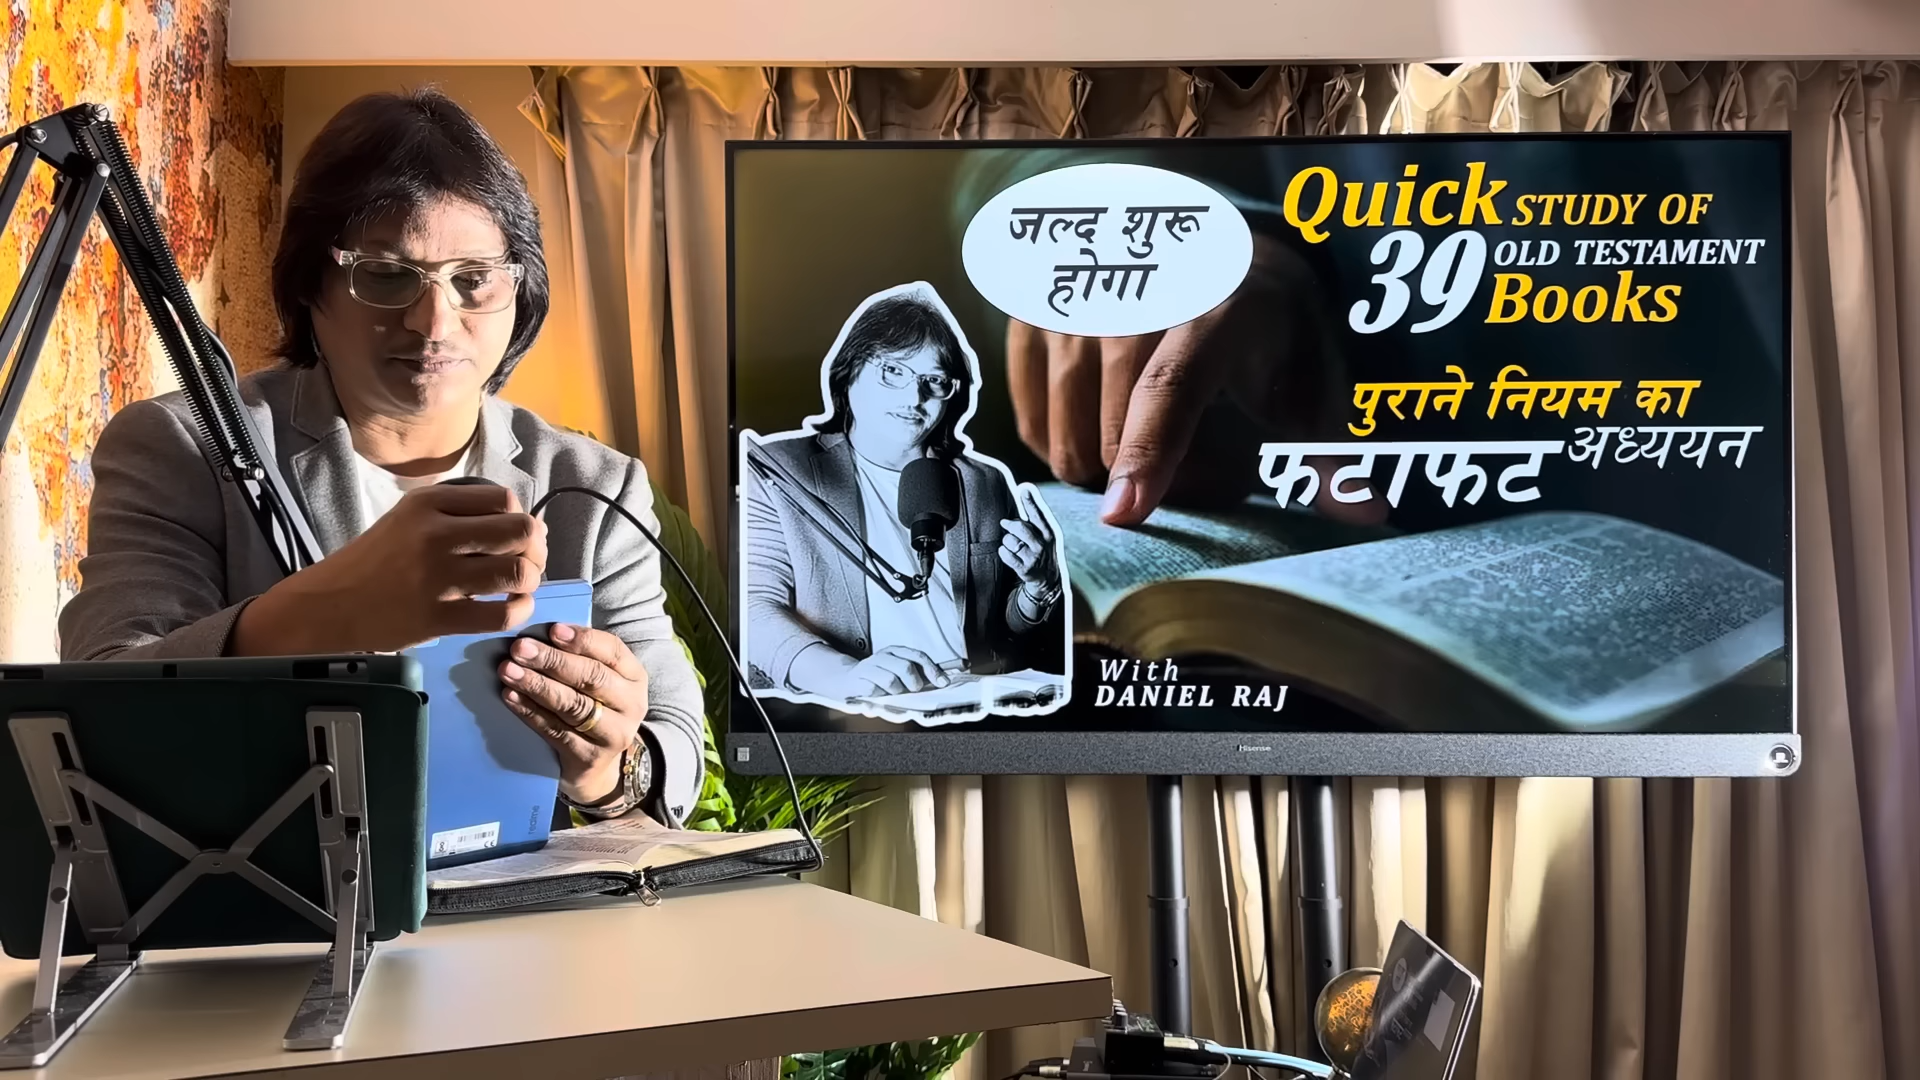 जल्द शुरू
होगा
Quick STUDY OF
39 OLD TESTAMENT
Books
पुराने नियम का
फटाफट अध्ययन
With
DANIEL RAJ
Hisense
realme